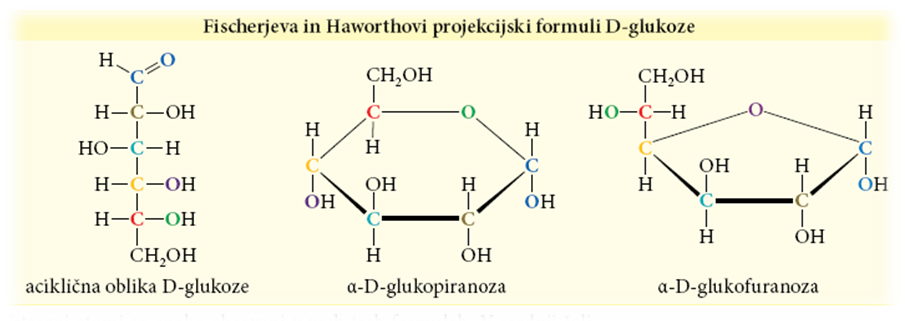 Fischerjeva in Haworthovi projekcijski formuli D-glukoze
H O
C
H–C–OH
HO–C–H
H–C–OH
H–C–OH
CH₂OH
aciklična oblika D-glukoze
CH₂OH
C O
H H H
C C
OH OH H OH
C C
H OH
α-D-glukopiranoza
CH₂OH
HO–C–H O H
C C
H OH H OH
C C
H OH
α-D-glukofuranoza